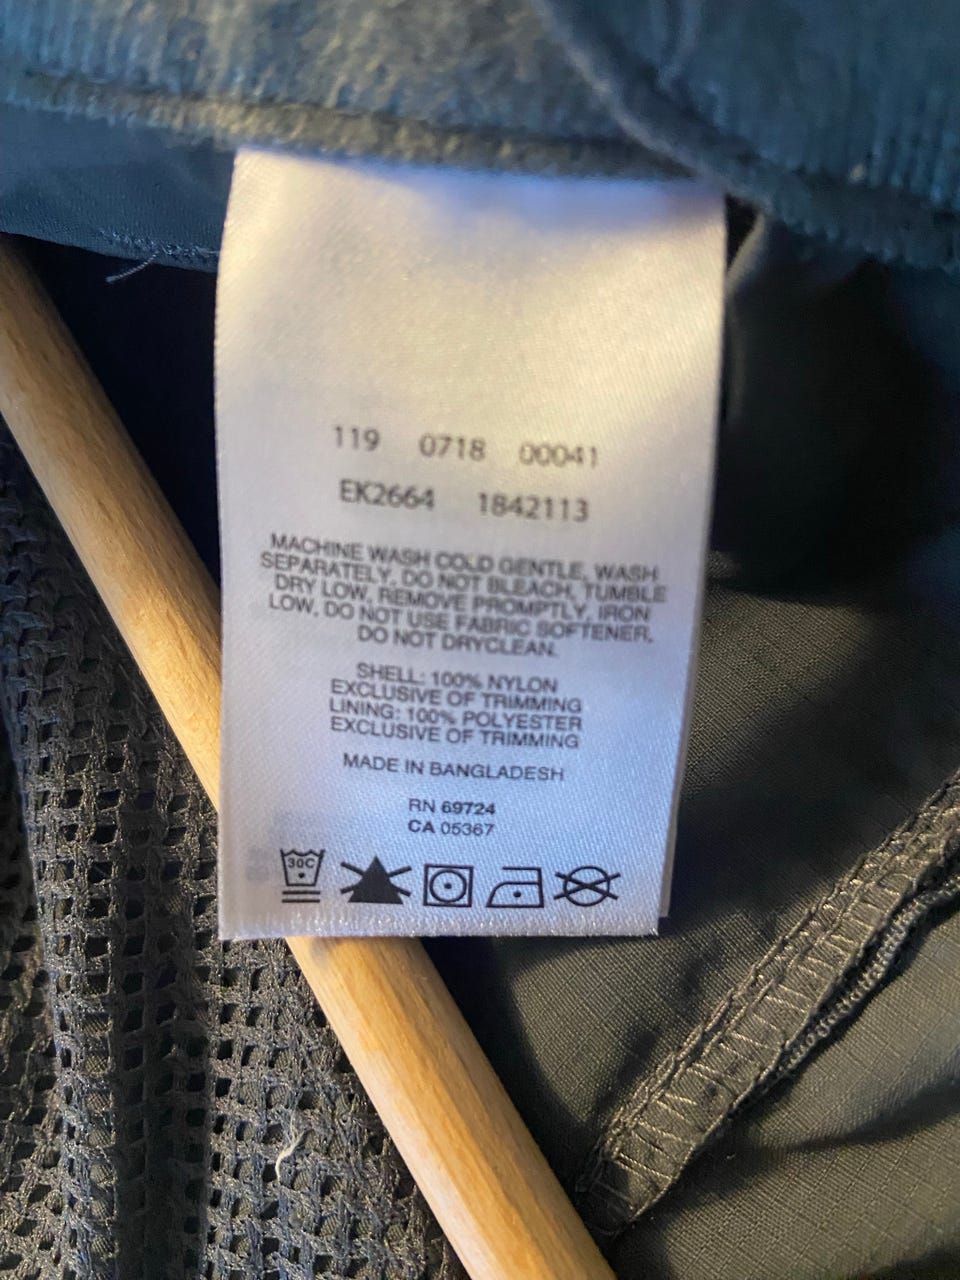 119 0718 00041
EK2664 1842113
MACHINE WASH COLD GENTLE, WASH
SEPARATELY, DO NOT BLEACH, TUMBLE
DRY LOW, REMOVE PROMPTLY, IRON
LOW, DO NOT USE FABRIC SOFTENER,
DO NOT DRYCLEAN.
SHELL: 100% NYLON
EXCLUSIVE OF TRIMMING
LINING: 100% POLYESTER
EXCLUSIVE OF TRIMMING
MADE IN BANGLADESH
RN 69724
CA 05367
30C